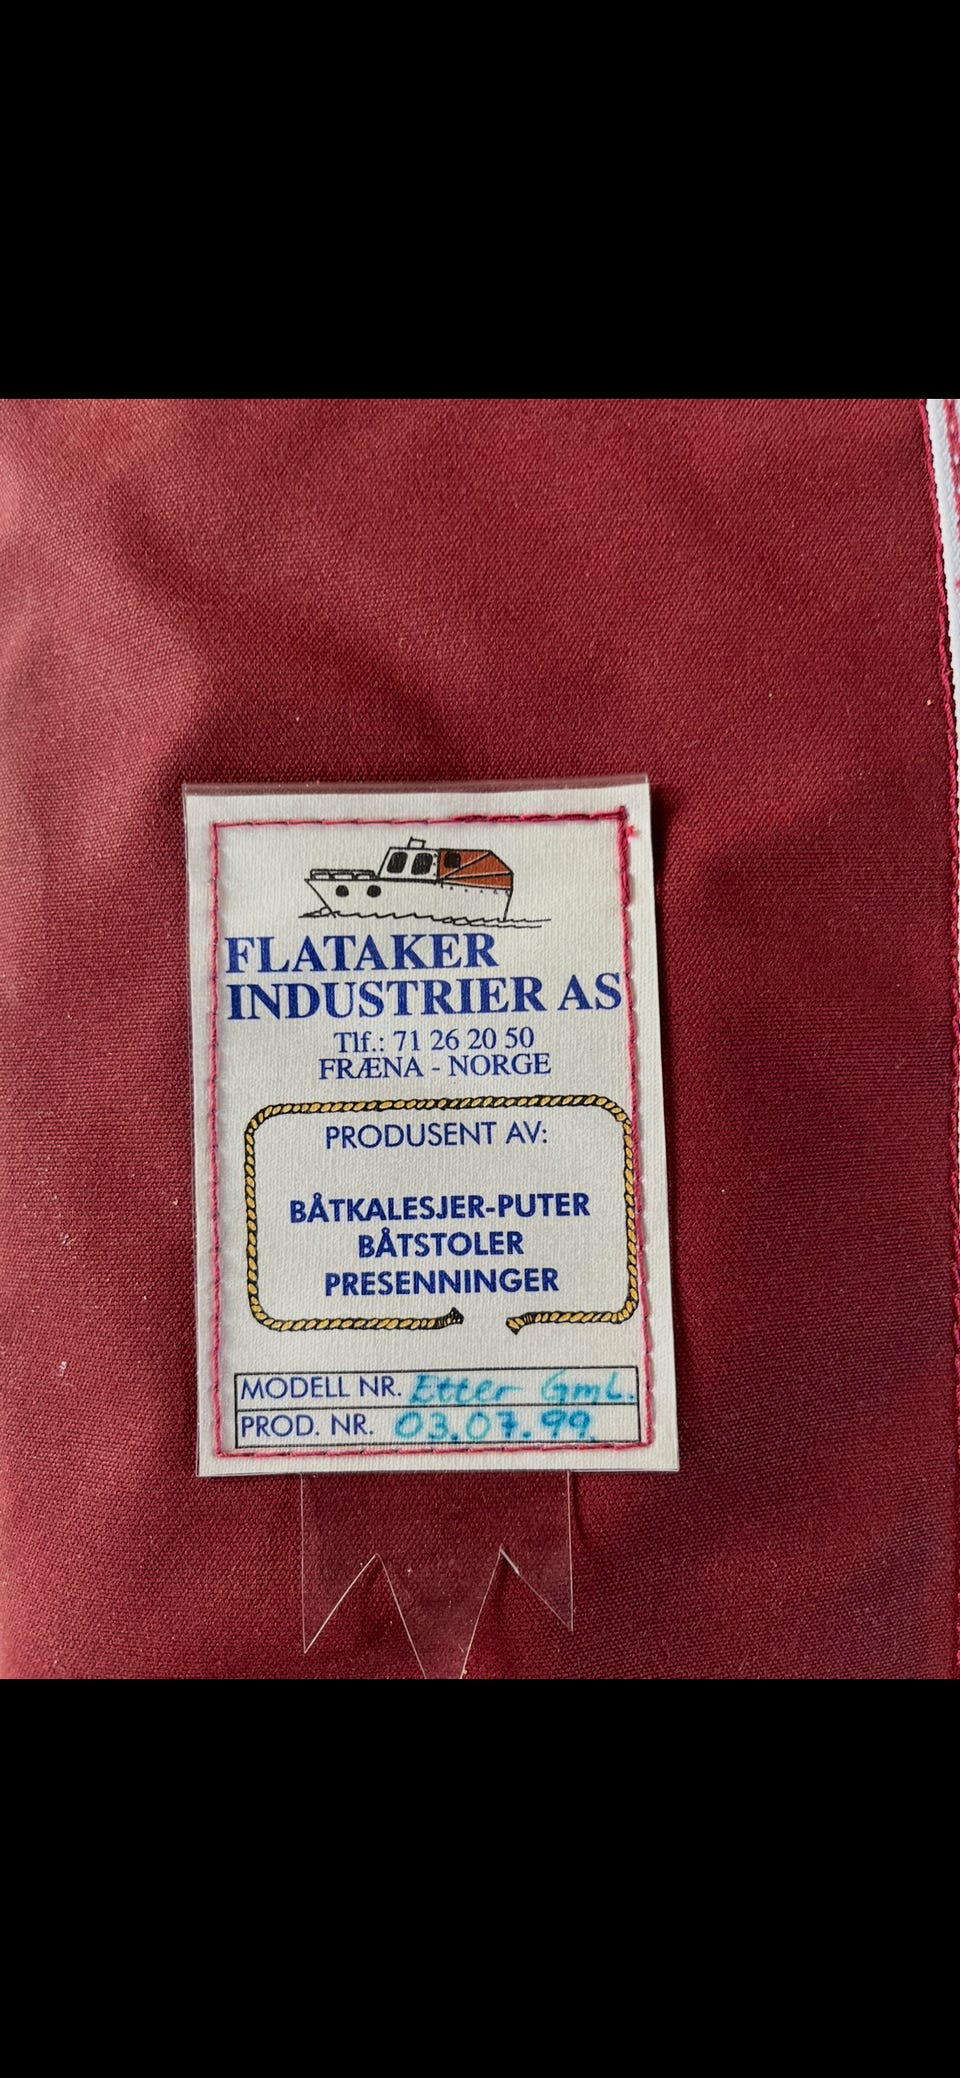 FLATAKER
INDUSTRIER AS
Tlf.: 71 26 20 50
FRÆNA - NORGE
PRODUSENT AV:
BÅTKALESJER-PUTER
BÅTSTOLER
PRESENNINGER
MODELL NR. Etter Gml.
PROD. NR. 03.07.99.